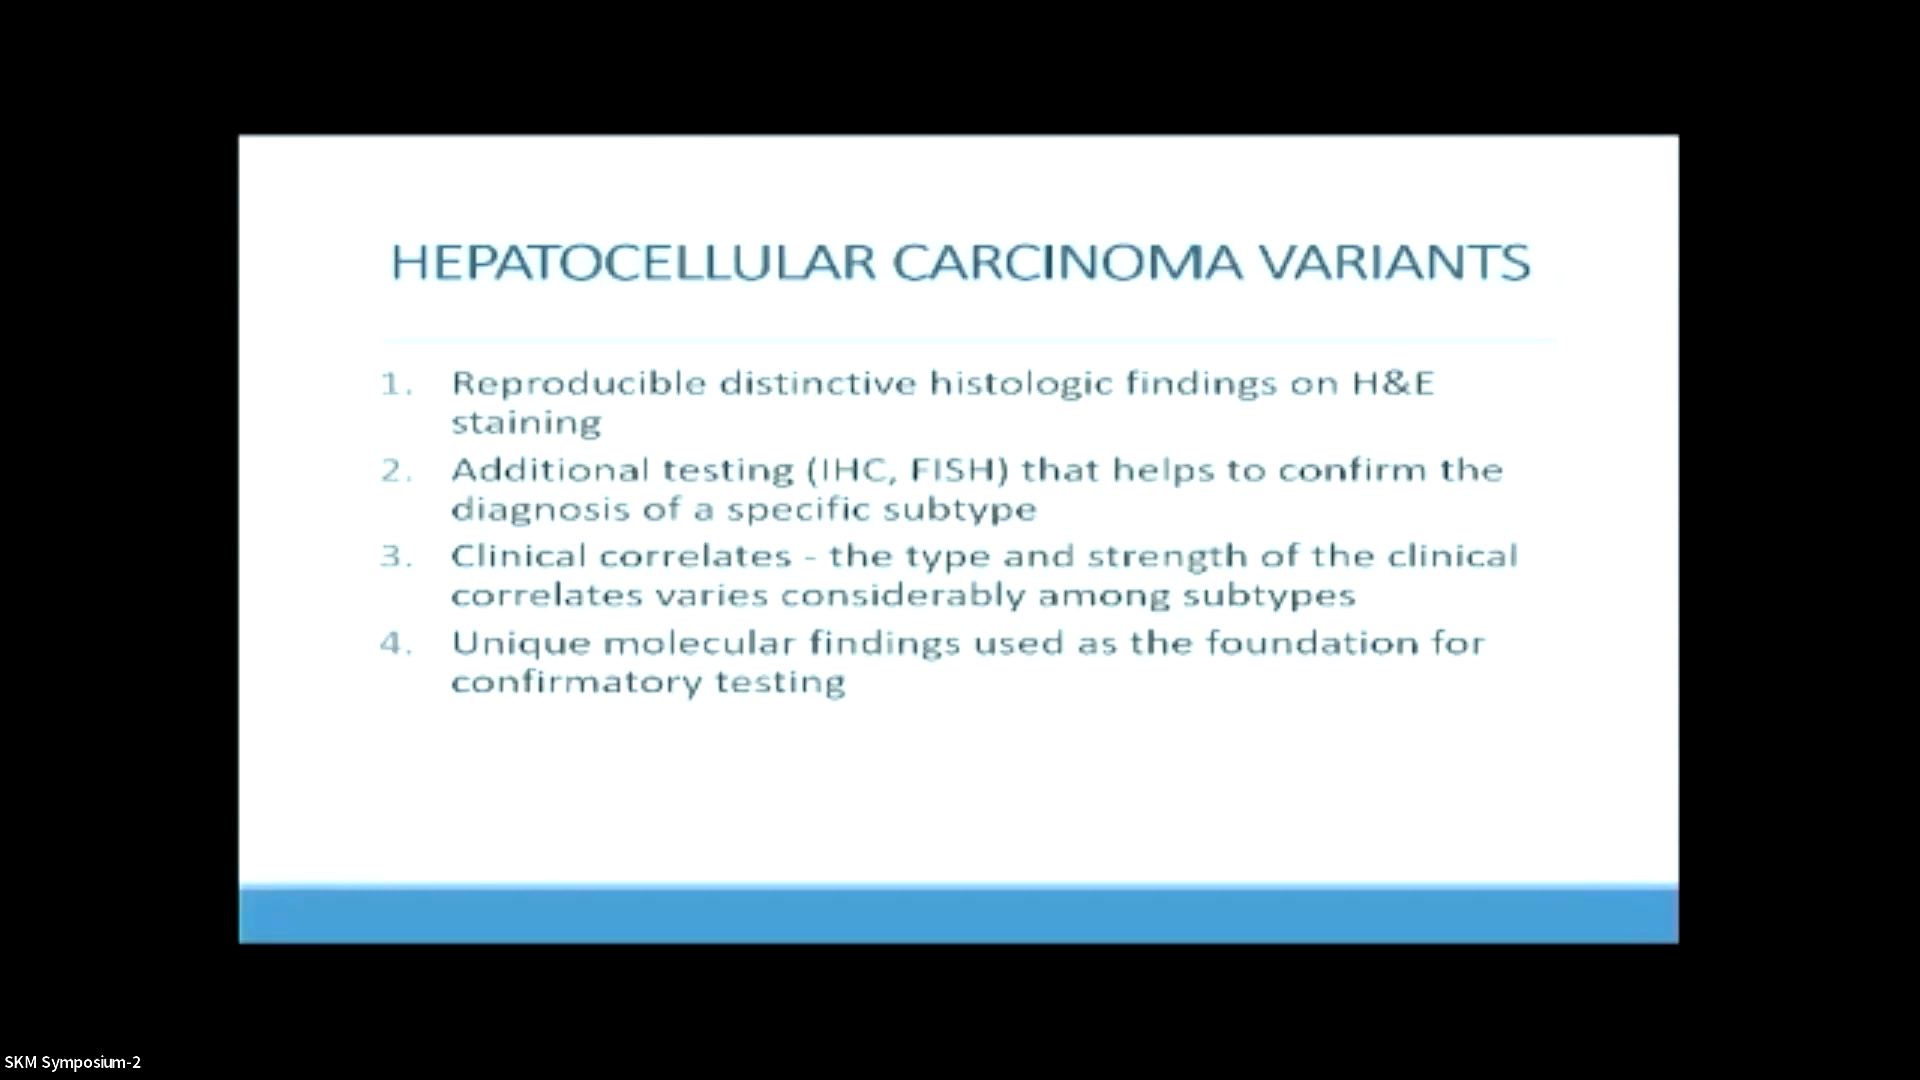 HEPATOCELLULAR CARCINOMA VARIANTS
1. Reproducible distinctive histologic findings on H&E
staining
2. Additional testing (IHC, FISH) that helps to confirm the
diagnosis of a specific subtype
3. Clinical correlates - the type and strength of the clinical
correlates varies considerably among subtypes
4. Unique molecular findings used as the foundation for
confirmatory testing
SKM Symposium-2